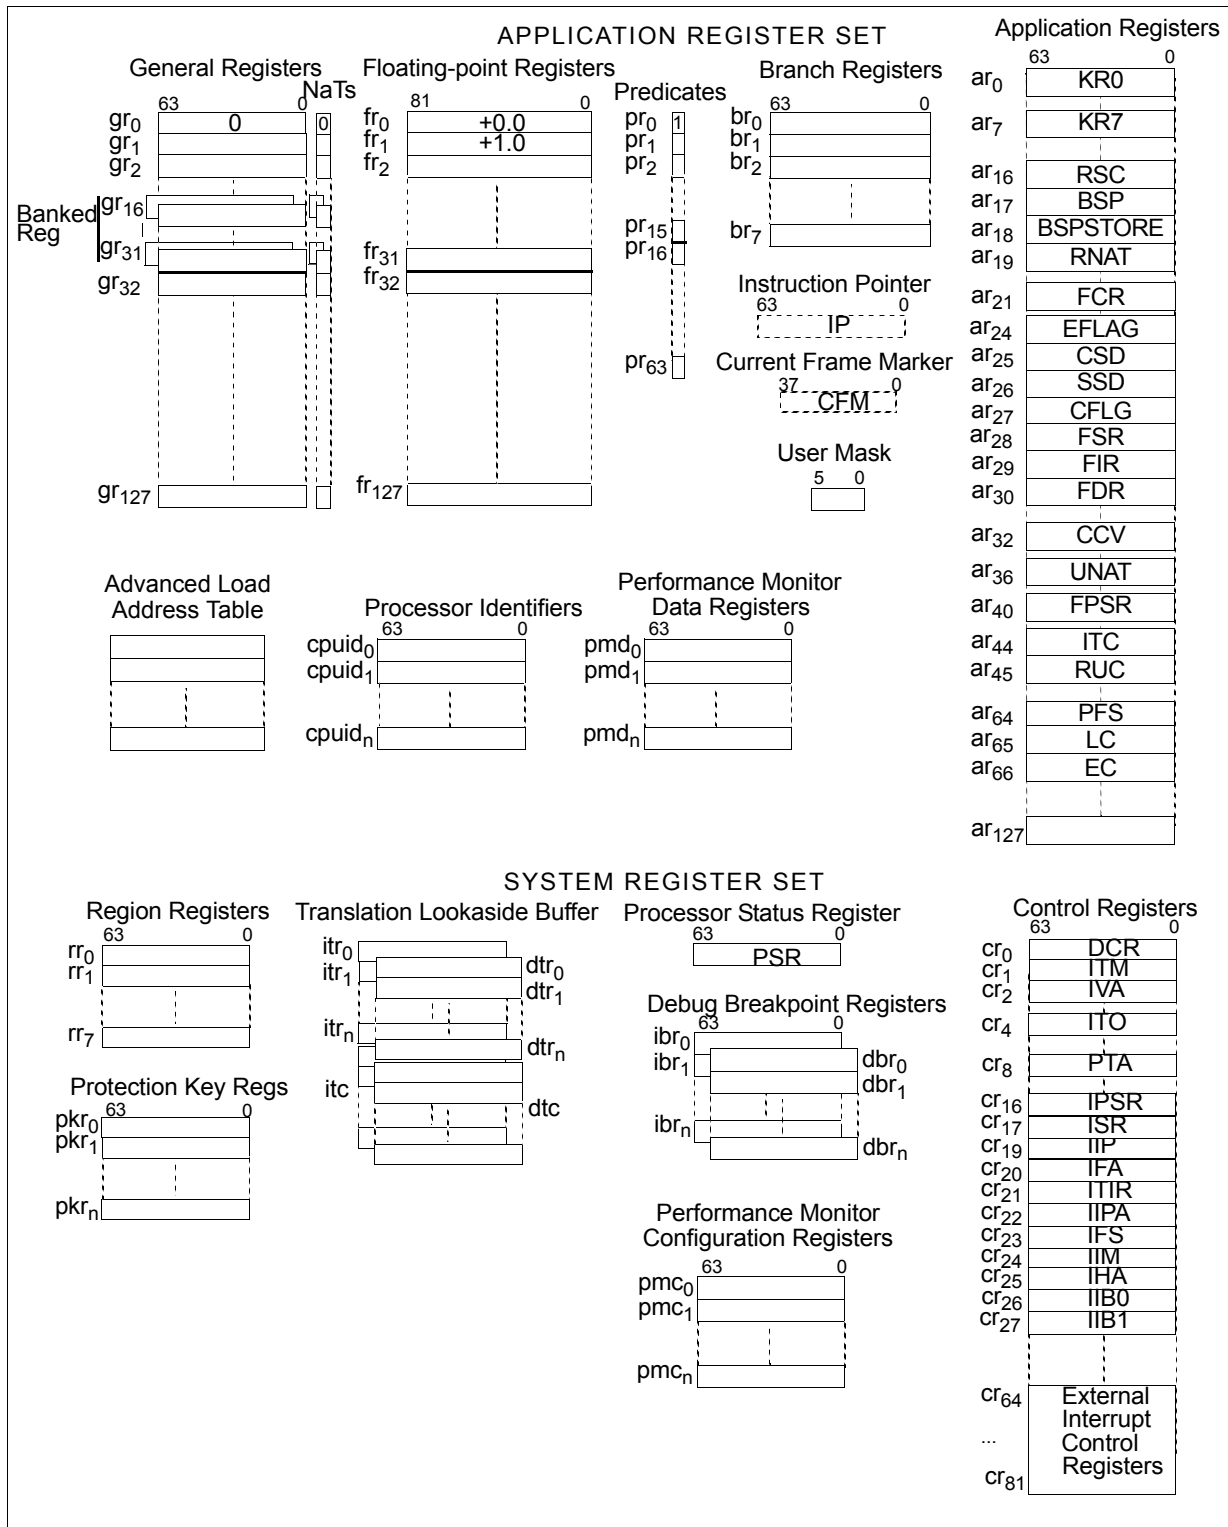 APPLICATION REGISTER SET
General Registers
63 0
NaTs
gr0 0 0
gr1
gr2
Banked
Reg
gr16
gr31
gr32
gr127
Floating-point Registers
81 0
fr0 +0.0
fr1 +1.0
fr2
fr31
fr32
fr127
Predicates
pr0 1
pr1
pr2
pr15
pr16
pr63
Branch Registers
63 0
br0
br1
br2
br7
Instruction Pointer
63 0
IP
Current Frame Marker
37 0
CFM
User Mask
5 0
Application Registers
63 0
ar0 KR0
ar7 KR7
ar16 RSC
ar17 BSP
ar18 BSPSTORE
ar19 RNAT
ar21 FCR
ar24 EFLAG
ar25 CSD
ar26 SSD
ar27 CFLG
ar28 FSR
ar29 FIR
ar30 FDR
ar32 CCV
ar36 UNAT
ar40 FPSR
ar44 ITC
ar45 RUC
ar64 PFS
ar65 LC
ar66 EC
ar127
Advanced Load
Address Table
Processor Identifiers
63 0
cpuid0
cpuid1
cpuidn
Performance Monitor
Data Registers
63 0
pmd0
pmd1
pmdn
SYSTEM REGISTER SET
Region Registers
63 0
rr0
rr1
rr7
Protection Key Regs
63 0
pkr0
pkr1
pkrn
Translation Lookaside Buffer
itr0
itr1
dtr0
dtr1
itrn
dtrn
itc
dtc
Processor Status Register
63 0
PSR
Debug Breakpoint Registers
63 0
ibr0
ibr1
dbr0
dbr1
ibrn
dbrn
Performance Monitor
Configuration Registers
63 0
pmc0
pmc1
pmcn
Control Registers
63 0
cr0 DCR
cr1 ITM
cr2 IVA
cr4 ITO
cr8 PTA
cr16 IPSR
cr17 ISR
cr19 IIP
cr20 IFA
cr21 ITIR
cr22 IIPA
cr23 IFS
cr24 IIM
cr25 IHA
cr26 IIB0
cr27 IIB1
cr64 External
Interrupt
... Control
Registers
cr81